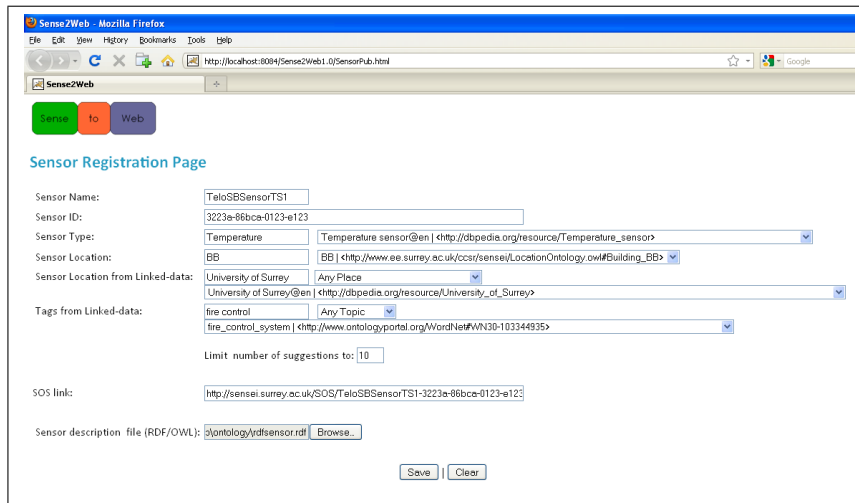 Sense2Web - Mozilla Firefox
File Edit View History Bookmarks Tools Help
http://localhost:8084/Sense2Web1.0/SensorPub.html Google
Sense2Web
Sense to Web
Sensor Registration Page
Sensor Name: TeloSBSensorTS1
Sensor ID: 3223a-86bca-0123-e123
Sensor Type: Temperature Temperature sensor@en | <http://dbpedia.org/resource/Temperature_sensor>
Sensor Location: BB BB | <http://www.ee.surrey.ac.uk/ccsr/sensei/LocationOntology.owl#Building_BB>
Sensor Location from Linked-data: University of Surrey Any Place
University of Surrey@en | <http://dbpedia.org/resource/University_of_Surrey>
Tags from Linked-data: fire control Any Topic
fire_control_system | <http://www.ontologyportal.org/WordNet#WN30-103344935>
Limit number of suggestions to: 10
SOS link: http://sensei.surrey.ac.uk/SOS/TeloSBSensorTS1-3223a-86bca-0123-e123
Sensor description file (RDF/OWL): \ontology\rdfsensor.rdf Browse...
Save | Clear